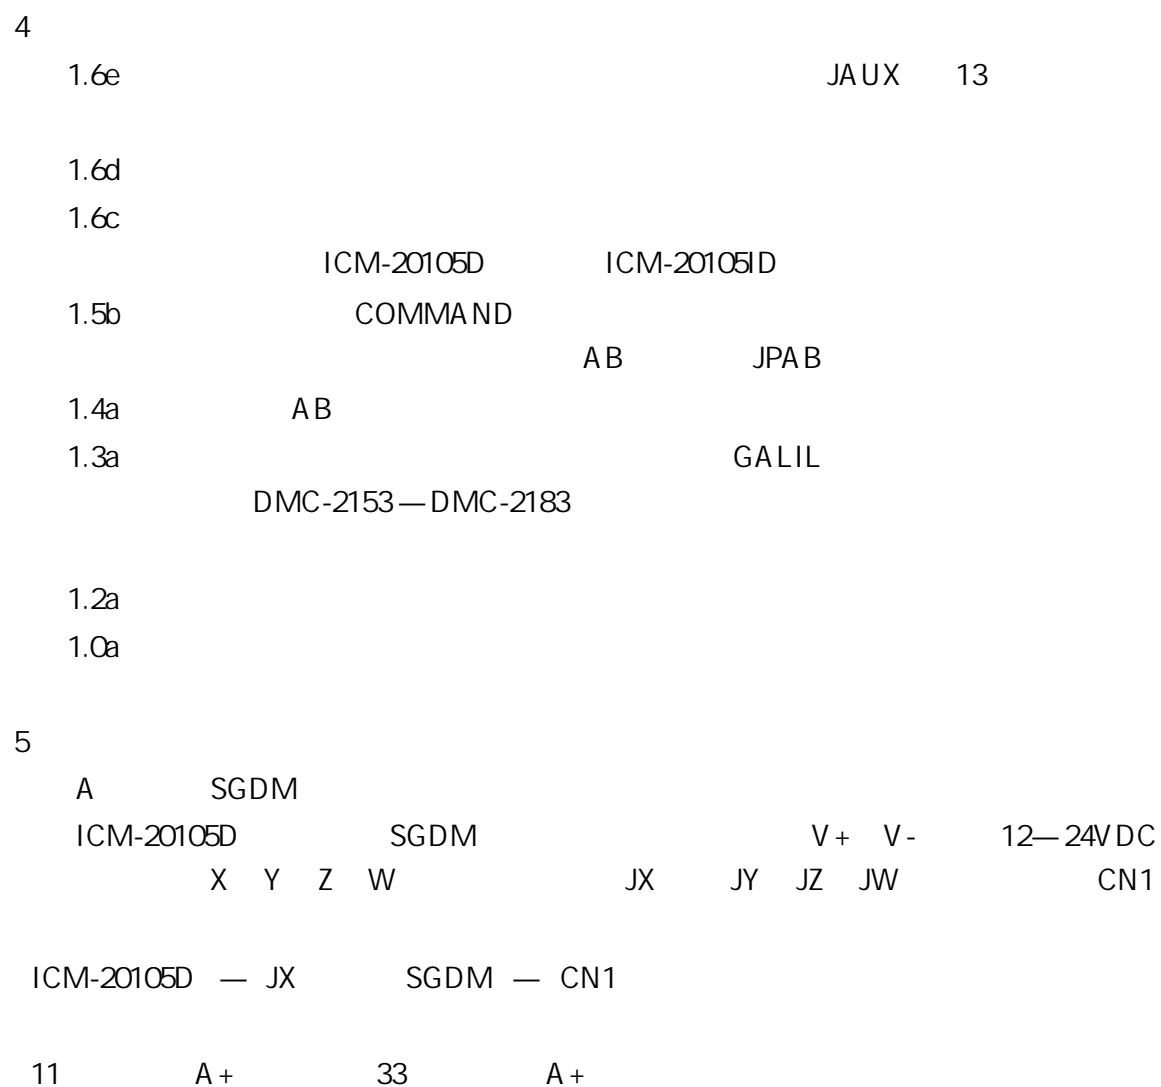 4
1.6e JAUX 13
1.6d
1.6c
ICM-20105D ICM-20105ID
1.5b COMMAND
AB JPAB
1.4a AB
1.3a GALIL
DMC-2153—DMC-2183
1.2a
1.0a
5
A SGDM
ICM-20105D SGDM V+ V- 12—24VDC
X Y Z W JX JY JZ JW CN1
ICM-20105D — JX SGDM — CN1
11 A+ 33 A+